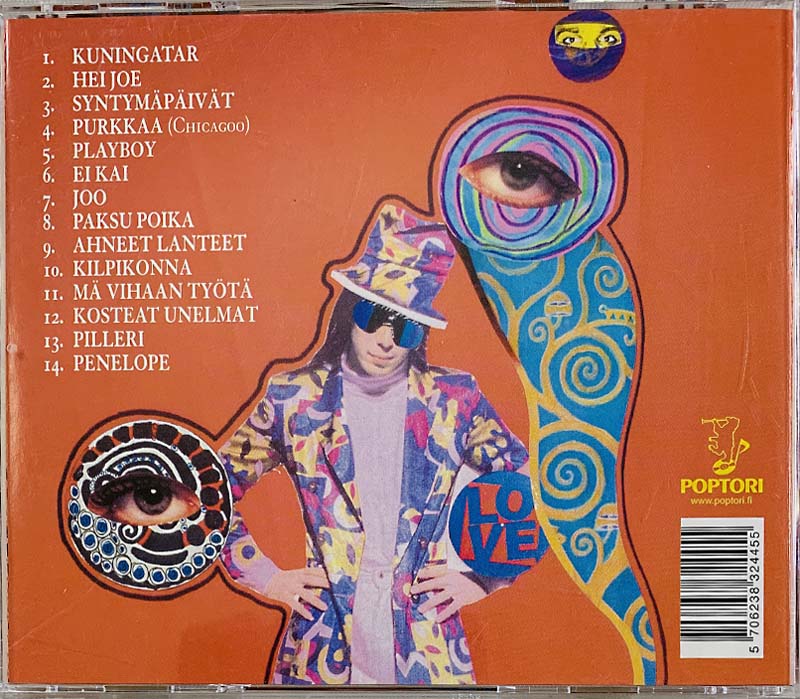 1. KUNINGATAR
2. HEI JOE
3. SYNTYMÄPÄIVÄT
4. PURKKAA (CHICAGOO)
5. PLAYBOY
6. EI KAI
7. JOO
8. PAKSU POIKA
9. AHNEET LANTEET
10. KILPIKONNA
11. MÄ VIHAAN TYÖTÄ
12. KOSTEAT UNELMAT
13. PILLERI
14. PENELOPE
LO
VE
POPTORI
www.poptori.fi
5 706238 324455